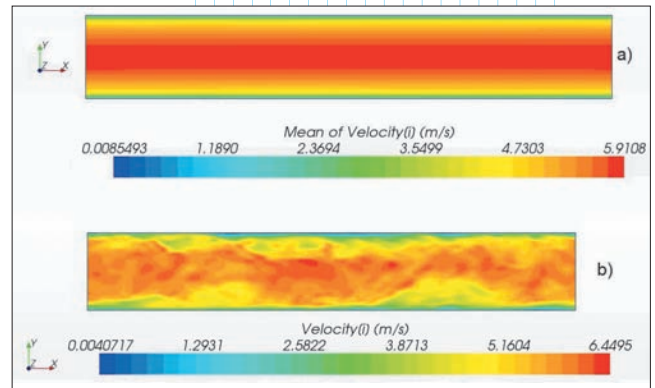 Y
a)
Z X
Mean of Velocity[i] (m/s)
0.0085493 1.1890 2.3694 3.5499 4.7303 5.9108
b)
Velocity[i] (m/s)
0.0040717 1.2931 2.5822 3.8713 5.1604 6.4495
Y
Z X